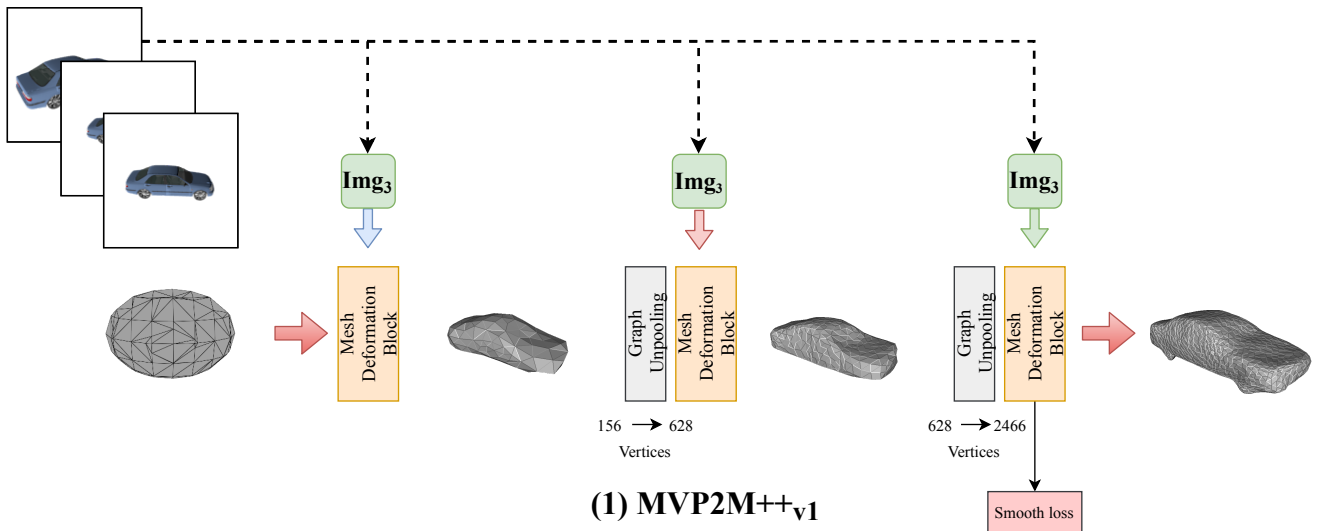 Img3
Img3
Img3
Mesh
Deformation
Block
Graph
Unpooling
Mesh
Deformation
Block
Graph
Unpooling
Mesh
Deformation
Block
156 → 628
Vertices
628 → 2466
Vertices
(1) MVP2M++v1
Smooth loss